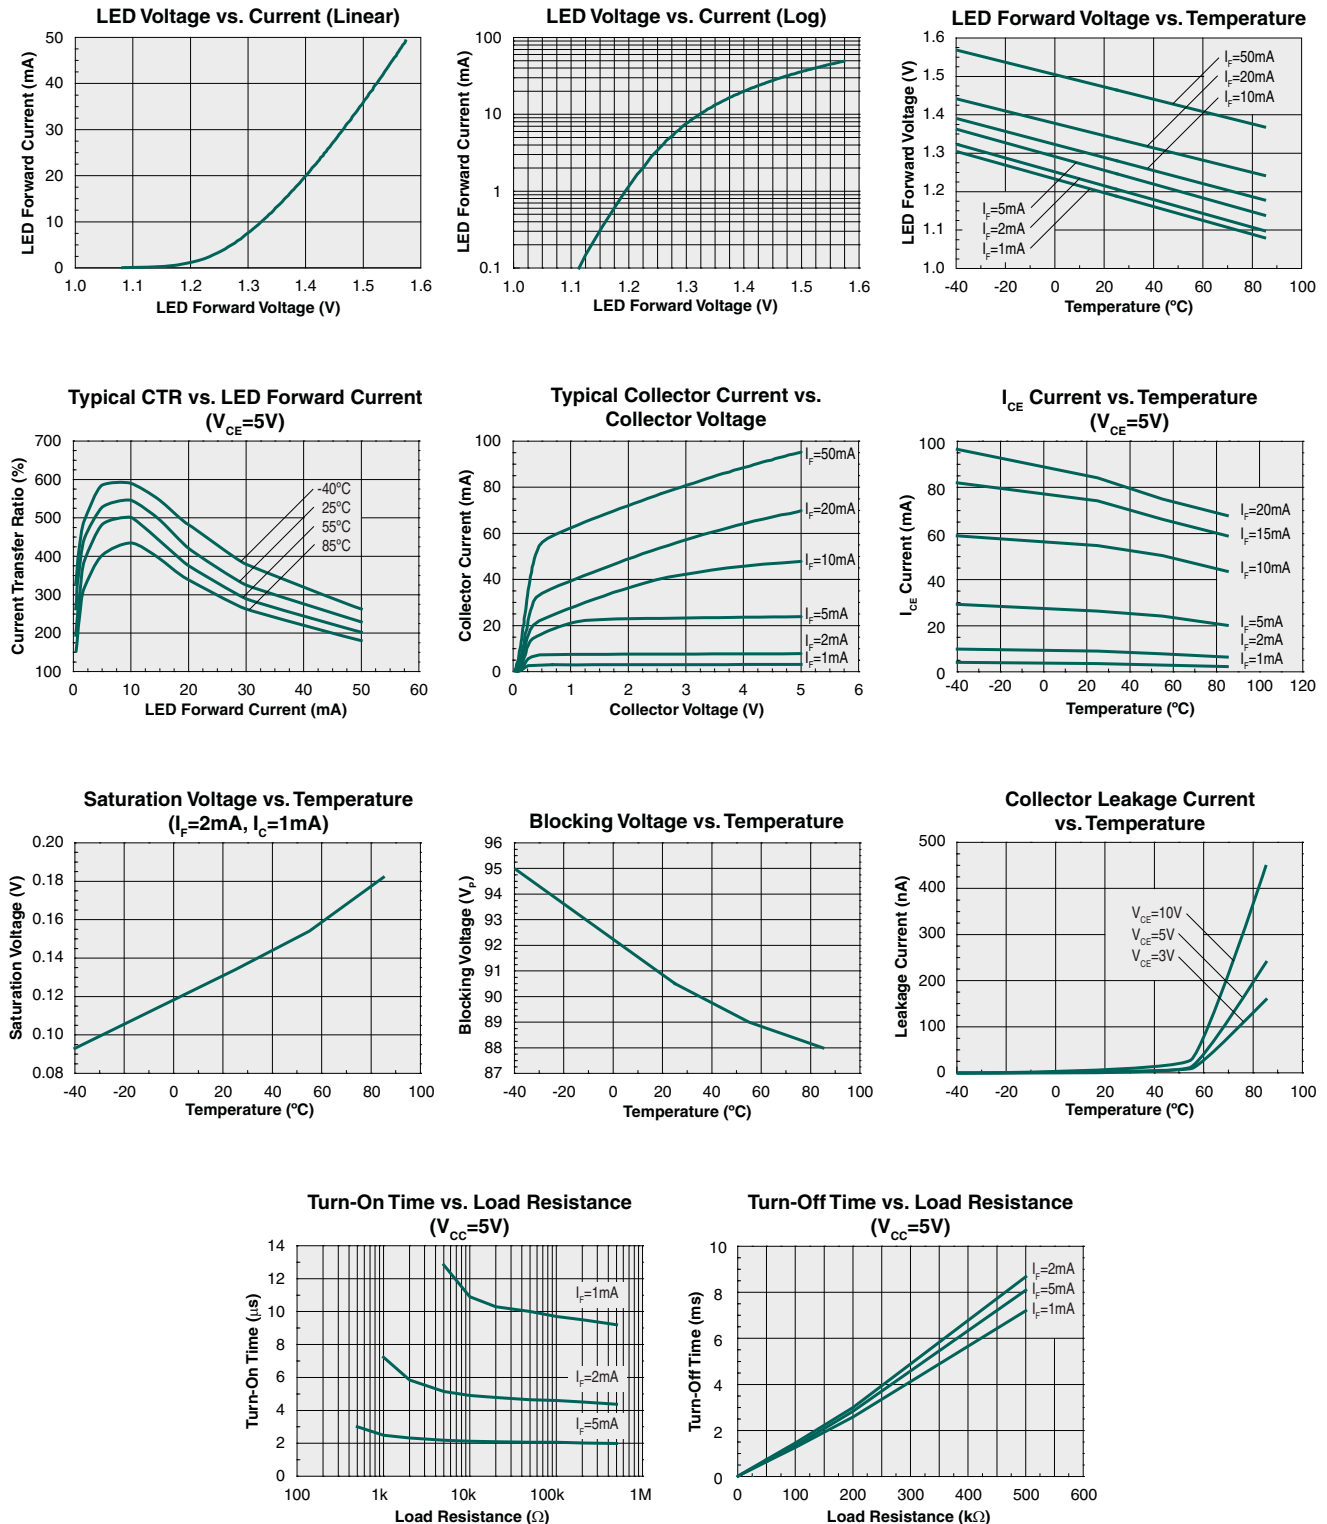 LED Voltage vs. Current (Linear)
LED Forward Current (mA)
50
40
30
20
10
0
1.0 1.1 1.2 1.3 1.4 1.5 1.6
LED Forward Voltage (V)
LED Voltage vs. Current (Log)
LED Forward Current (mA)
100
10
1
0.1
1.0 1.1 1.2 1.3 1.4 1.5 1.6
LED Forward Voltage (V)
LED Forward Voltage vs. Temperature
LED Forward Voltage (V)
1.6
1.5
1.4
1.3
1.2
1.1
1.0
IF=50mA
IF=20mA
IF=10mA
IF=5mA
IF=2mA
IF=1mA
-40 -20 0 20 40 60 80 100
Temperature (ºC)
Typical CTR vs. LED Forward Current
(VCE=5V)
Current Transfer Ratio (%)
700
600
500
400
300
200
100
-40ºC
25ºC
55ºC
85ºC
0 10 20 30 40 50 60
LED Forward Current (mA)
Typical Collector Current vs.
Collector Voltage
Collector Current (mA)
100
80
60
40
20
0
IF=50mA
IF=20mA
IF=10mA
IF=5mA
IF=2mA
IF=1mA
0 1 2 3 4 5 6
Collector Voltage (V)
ICE Current vs. Temperature
(VCE=5V)
ICE Current (mA)
100
80
60
40
20
0
IF=20mA
IF=15mA
IF=10mA
IF=5mA
IF=2mA
IF=1mA
-40 -20 0 20 40 60 80 100 120
Temperature (ºC)
Saturation Voltage vs. Temperature
(IF=2mA, IC=1mA)
Saturation Voltage (V)
0.20
0.18
0.16
0.14
0.12
0.10
0.08
-40 -20 0 20 40 60 80 100
Temperature (ºC)
Blocking Voltage vs. Temperature
Blocking Voltage (VP)
96
95
94
93
92
91
90
89
88
87
-40 -20 0 20 40 60 80 100
Temperature (ºC)
Collector Leakage Current
vs. Temperature
Leakage Current (nA)
500
400
300
200
100
0
VCE=10V
VCE=5V
VCE=3V
-40 -20 0 20 40 60 80 100
Temperature (ºC)
Turn-On Time vs. Load Resistance
(VCC=5V)
Turn-On Time (μs)
14
12
10
8
6
4
2
0
IF=1mA
IF=2mA
IF=5mA
100 1k 10k 100k 1M
Load Resistance (Ω)
Turn-Off Time vs. Load Resistance
(VCC=5V)
Turn-Off Time (ms)
10
8
6
4
2
0
IF=2mA
IF=5mA
IF=1mA
0 100 200 300 400 500 600
Load Resistance (kΩ)